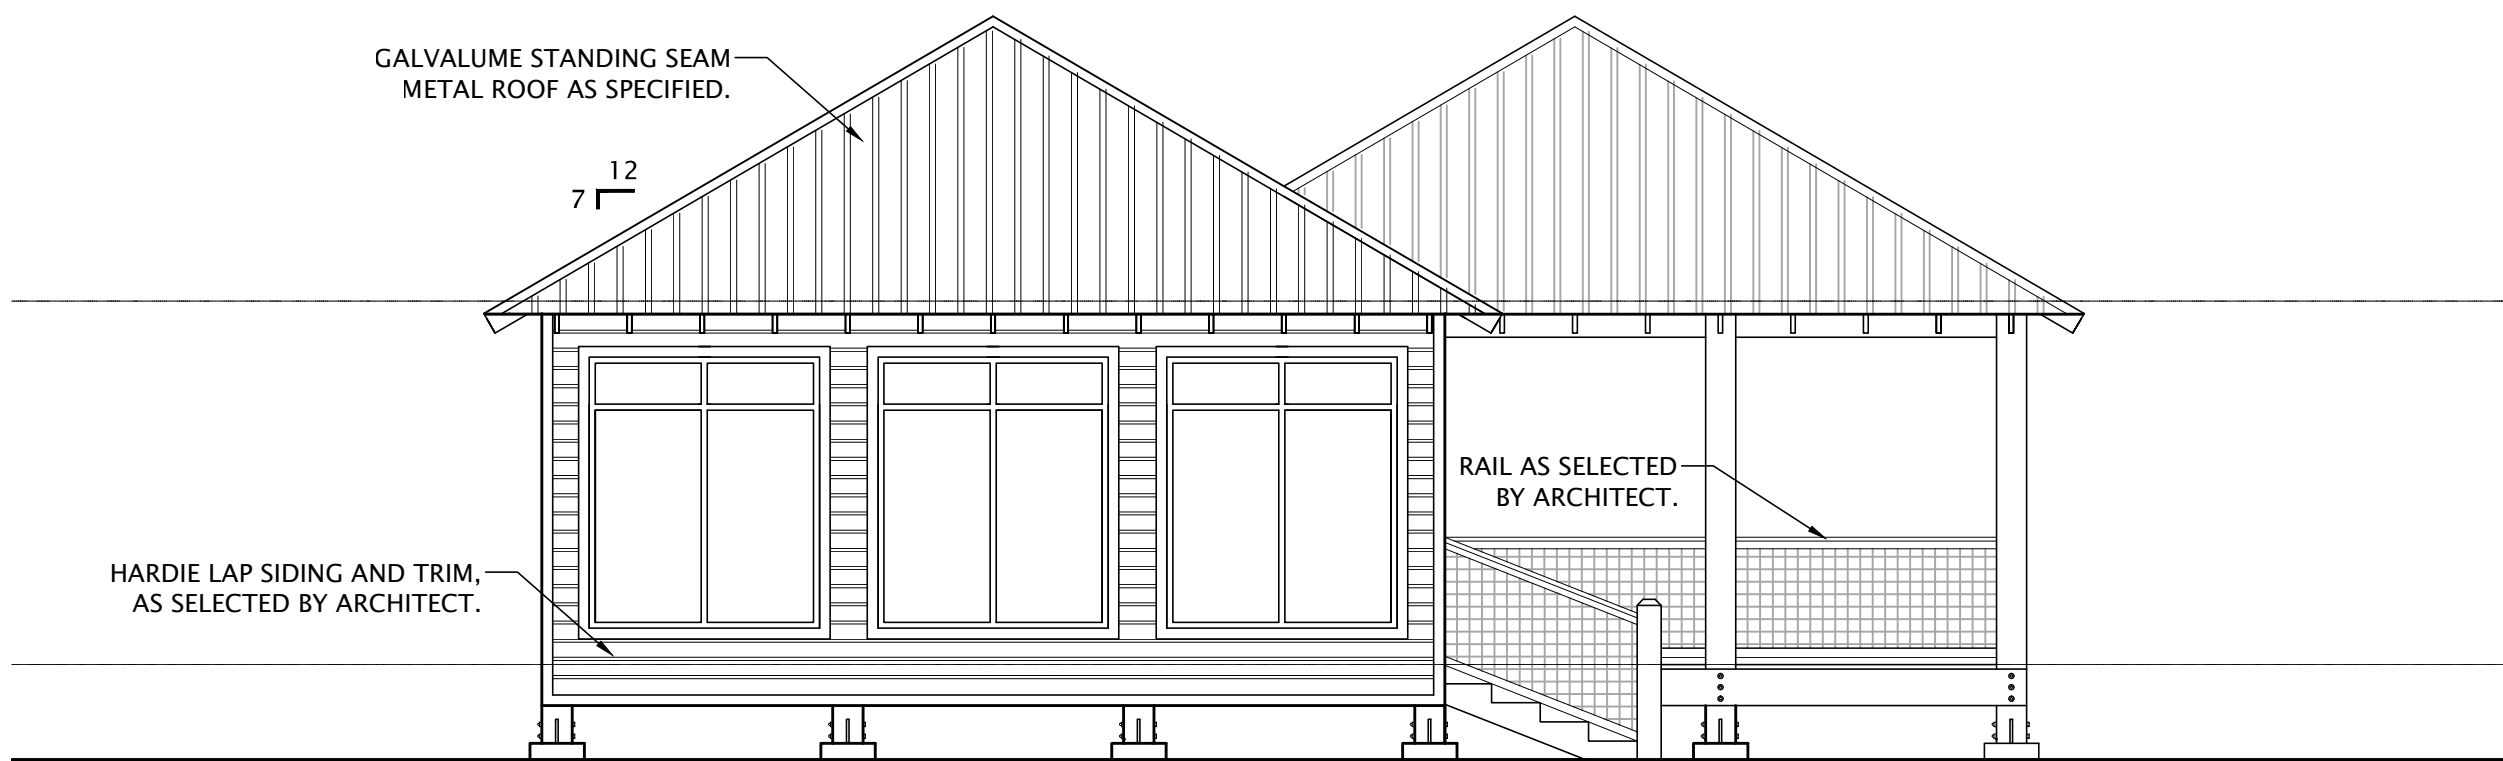 GALVALUME STANDING SEAM
METAL ROOF AS SPECIFIED.
12
7
RAIL AS SELECTED
BY ARCHITECT.
HARDIE LAP SIDING AND TRIM,
AS SELECTED BY ARCHITECT.